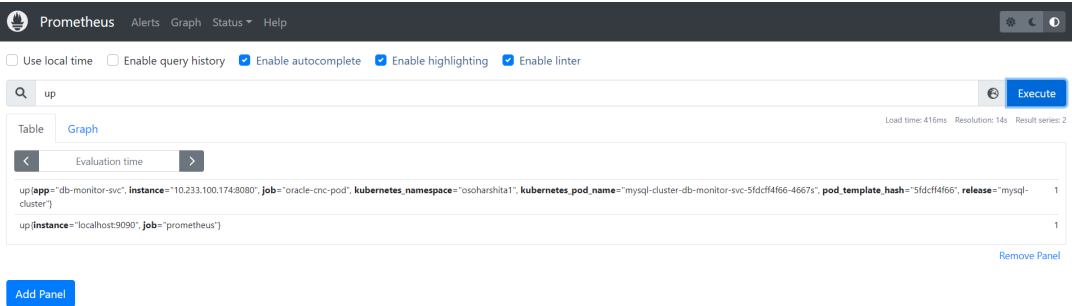 Prometheus Alerts Graph Status Help
Use local time Enable query history Enable autocomplete Enable highlighting Enable linter
up Execute
Load time: 416ms Resolution: 14s Result series: 2
Table Graph
Evaluation time
up{app="db-monitor-svc", instance="10.233.100.174:8080", job="oracle-cnc-pod", kubernetes_namespace="osoharshita1", kubernetes_pod_name="mysql-cluster-db-monitor-svc-5fdcff4f66-4667s", pod_template_hash="5fdcff4f66", release="mysql- 1
cluster"}
up{instance="localhost:9090", job="prometheus"} 1
Remove Panel
Add Panel